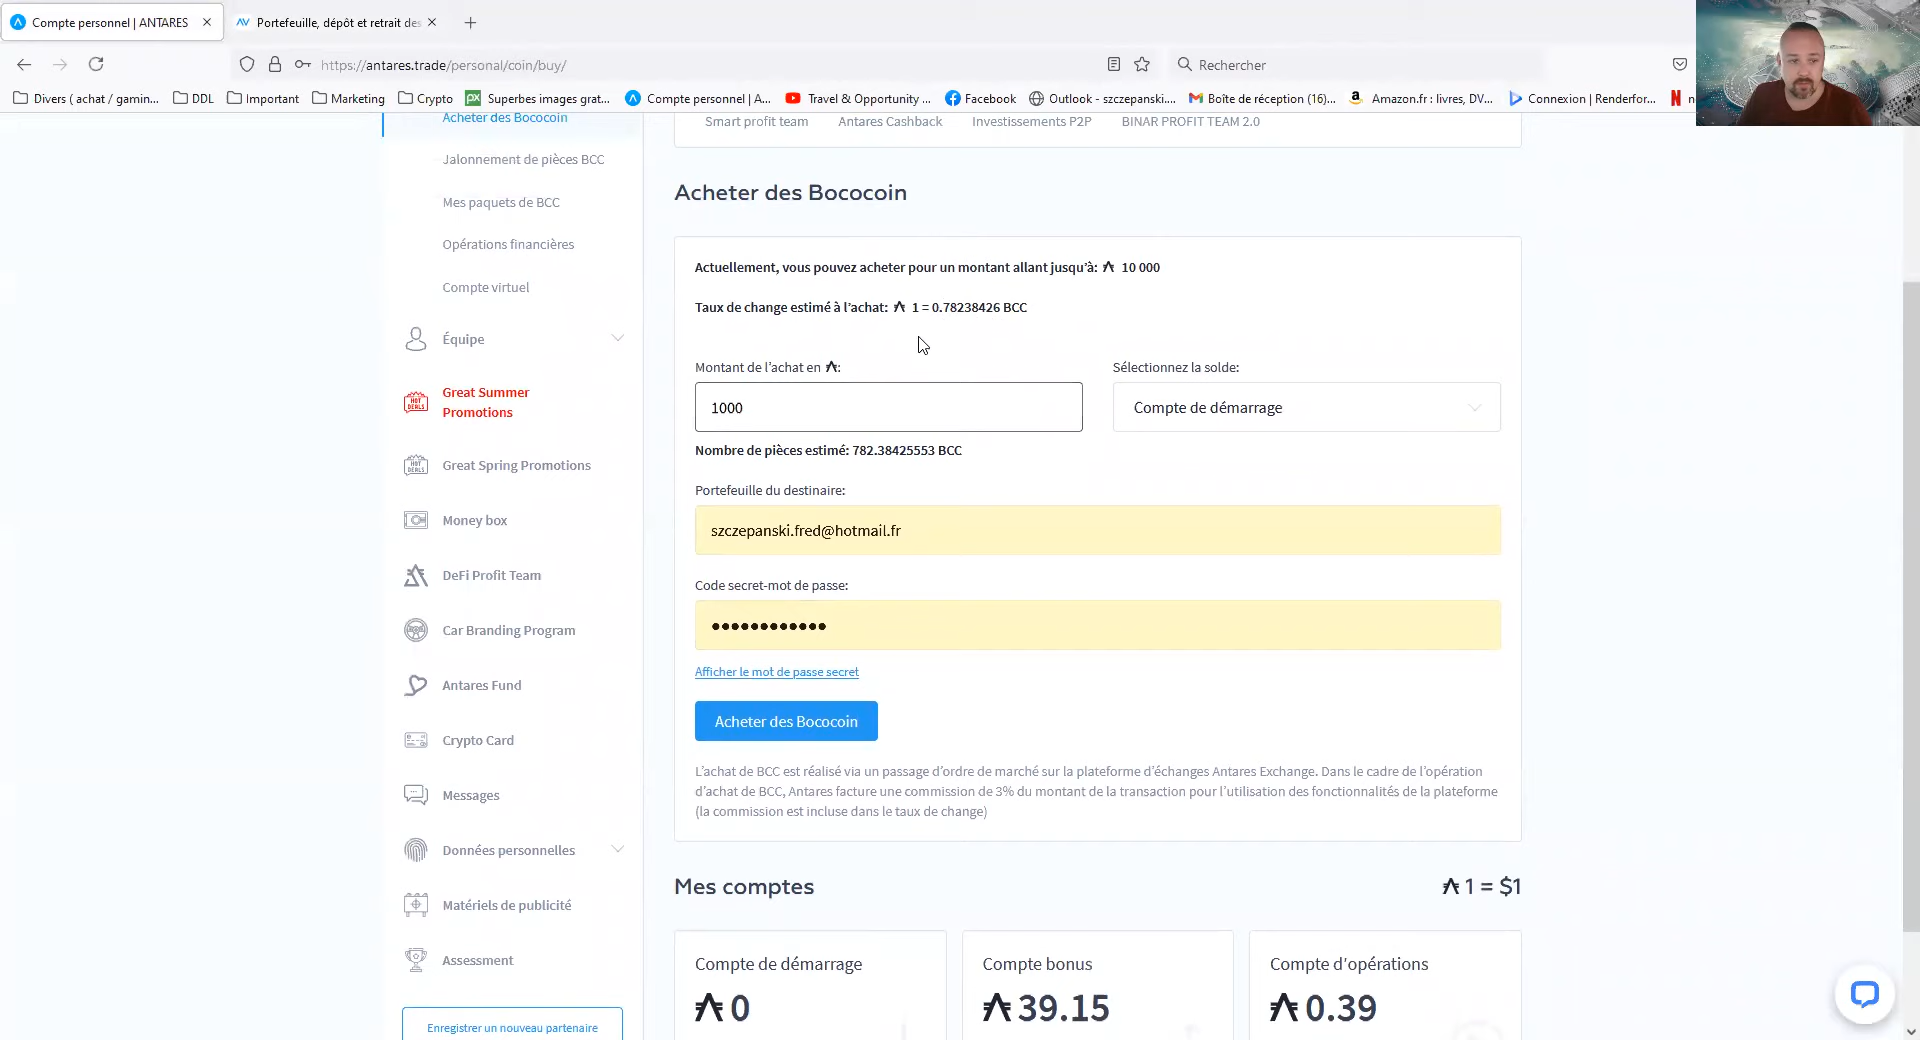 Compte personnel | ANTARES
Portefeuille, dépôt et retrait des
https://antares.trade/personal/coin/buy/
Rechercher
Divers ( achat / gamin...
DDL
Important
Marketing
Crypto
Superbes images grat...
Compte personnel | A...
Travel & Opportunity ...
Facebook
Outlook - szczepanski....
Boîte de réception (16)...
Amazon.fr : livres, DV...
Connexion | Renderfor...
Acheter des Bococoin
Jalonnement de pièces BCC
Mes paquets de BCC
Opérations financières
Compte virtuel
Équipe
HOT DEALS
Great Summer
Promotions
HOT DEALS
Great Spring Promotions
Money box
DeFi Profit Team
Car Branding Program
Antares Fund
Crypto Card
Messages
Données personnelles
Matériels de publicité
Assessment
Enregistrer un nouveau partenaire
Smart profit team
Antares Cashback
Investissements P2P
BINAR PROFIT TEAM 2.0
Acheter des Bococoin
Actuellement, vous pouvez acheter pour un montant allant jusqu'à: 10 000
Taux de change estimé à l'achat: 1 = 0.78238426 BCC
Montant de l'achat en :
1000
Sélectionnez la solde:
Compte de démarrage
Nombre de pièces estimé: 782.38425553 BCC
Portefeuille du destinaire:
szczepanski.fred@hotmail.fr
Code secret-mot de passe:
Afficher le mot de passe secret
Acheter des Bococoin
L'achat de BCC est réalisé via un passage d'ordre de marché sur la plateforme d'échanges Antares Exchange. Dans le cadre de l'opération
d'achat de BCC, Antares facture une commission de 3% du montant de la transaction pour l'utilisation des fonctionnalités de la plateforme
(la commission est incluse dans le taux de change)
Mes comptes
1 = $1
Compte de démarrage
0
Compte bonus
39.15
Compte d'opérations
0.39